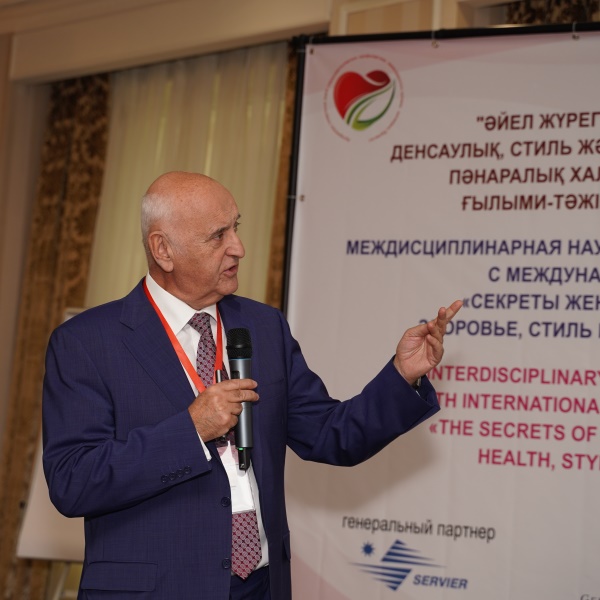 "ӘЙЕЛ ЖҮРЕГ
ДЕНСАУЛЫҚ, СТИЛЬ ЖӘ
ПӘНАРАЛЫҚ ХАЛ
ҒЫЛЫМИ-ТӘЖІ
МЕЖДИСЦИПЛИНАРНАЯ НАУ
С МЕЖДУНА
«СЕКРЕТЫ ЖЕН
ЗДОРОВЬЕ, СТИЛЬ
INTERDISCIPLINARY
TH INTERNATIONA
«THE SECRETS OF
HEALTH, STY
генеральный партнер
SERVIER